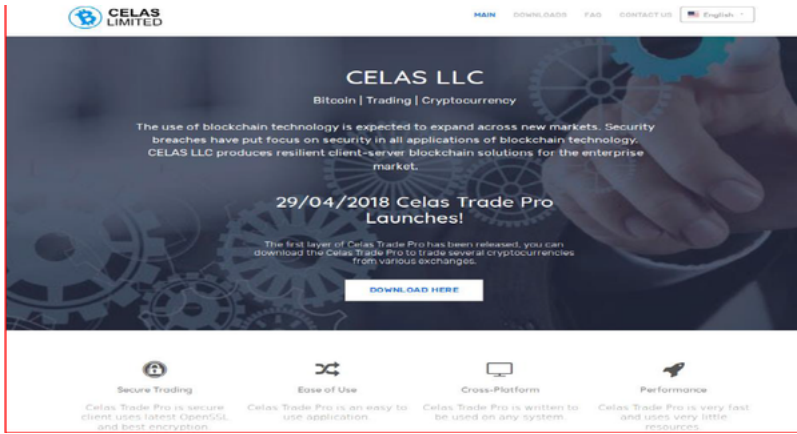 CELAS
LIMITED
MAIN DOWNLOADS FAQ CONTACT US English
CELAS LLC
Bitcoin | Trading | Cryptocurrency
The use of blockchain technology is expected to expand across new markets. Security
breaches have put focus on security in all applications of blockchain technology.
CELAS LLC produces resilient client-server blockchain solutions for the enterprise
market.
29/04/2018 Celas Trade Pro
Launches!
The first layer of Celas Trade Pro has been released, you can
download the Celas Trade Pro to trade several cryptocurrencies
from various exchanges.
DOWNLOAD HERE
Secure Trading
Celas Trade Pro is secure
client uses latest OpenSSL
and best encryption.
Ease of Use
Celas Trade Pro is an easy to
use application.
Cross-Platform
Celas Trade Pro is written to
be used on any system.
Performance
Celas Trade Pro is very fast
and uses very little
resources.